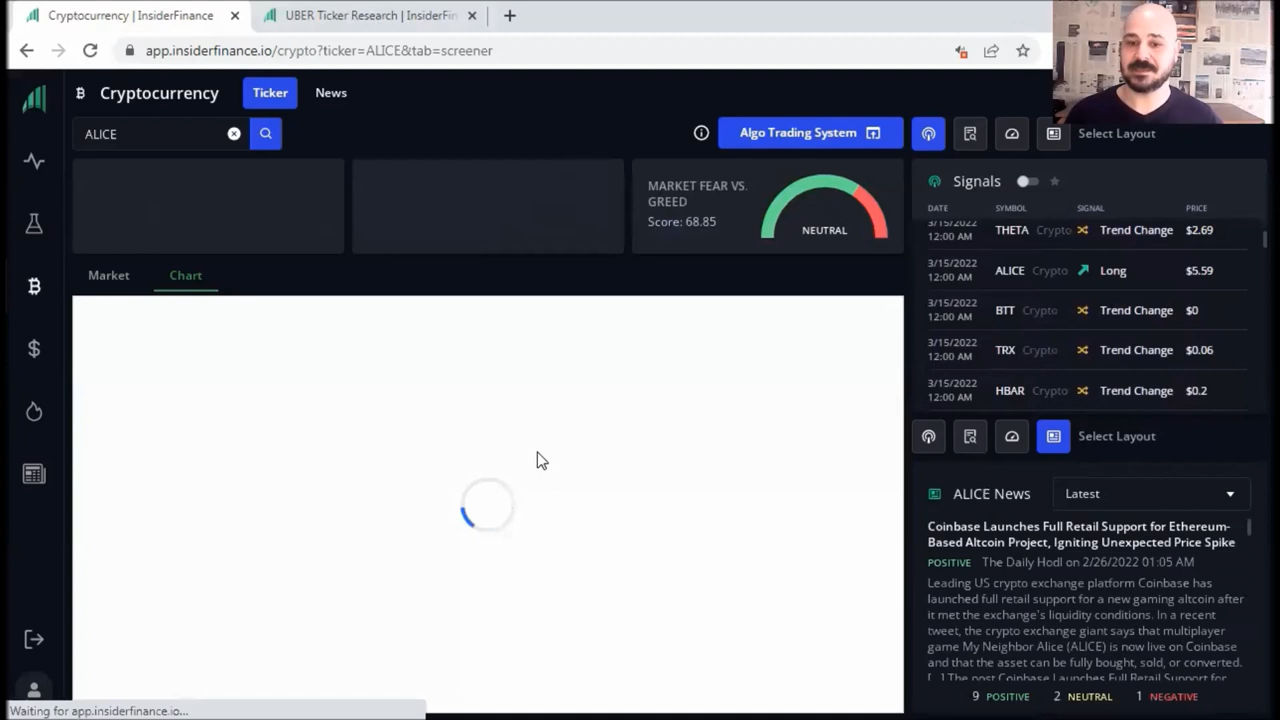 Cryptocurrency | InsiderFinance
UBER Ticker Research | InsiderFin
app.insiderfinance.io/crypto?ticker=ALICE&tab=screener
Cryptocurrency
Ticker
News
ALICE
Algo Trading System
Select Layout
MARKET FEAR VS.
GREED
Score: 68.85
NEUTRAL
Market
Chart
Signals
DATE SYMBOL SIGNAL PRICE
3/15/2022
12:00 AM THETA Crypto Trend Change $2.69
3/15/2022
12:00 AM ALICE Crypto Long $5.59
3/15/2022
12:00 AM BTT Crypto Trend Change $0
3/15/2022
12:00 AM TRX Crypto Trend Change $0.06
3/15/2022
12:00 AM HBAR Crypto Trend Change $0.2
Select Layout
ALICE News
Latest
Coinbase Launches Full Retail Support for Ethereum-
Based Altcoin Project, Igniting Unexpected Price Spike
POSITIVE The Daily Hodl on 2/26/2022 01:05 AM
Leading US crypto exchange platform Coinbase has
launched full retail support for a new gaming altcoin after
it met the exchange's liquidity conditions. In a recent
tweet, the crypto exchange giant says that multiplayer
game My Neighbor Alice (ALICE) is now live on Coinbase
and that the asset can be fully bought, sold, or converted.
[...] The post Coinbase Launches Full Retail Support for
9 POSITIVE 2 NEUTRAL 1 NEGATIVE
Waiting for app.insiderfinance.io...